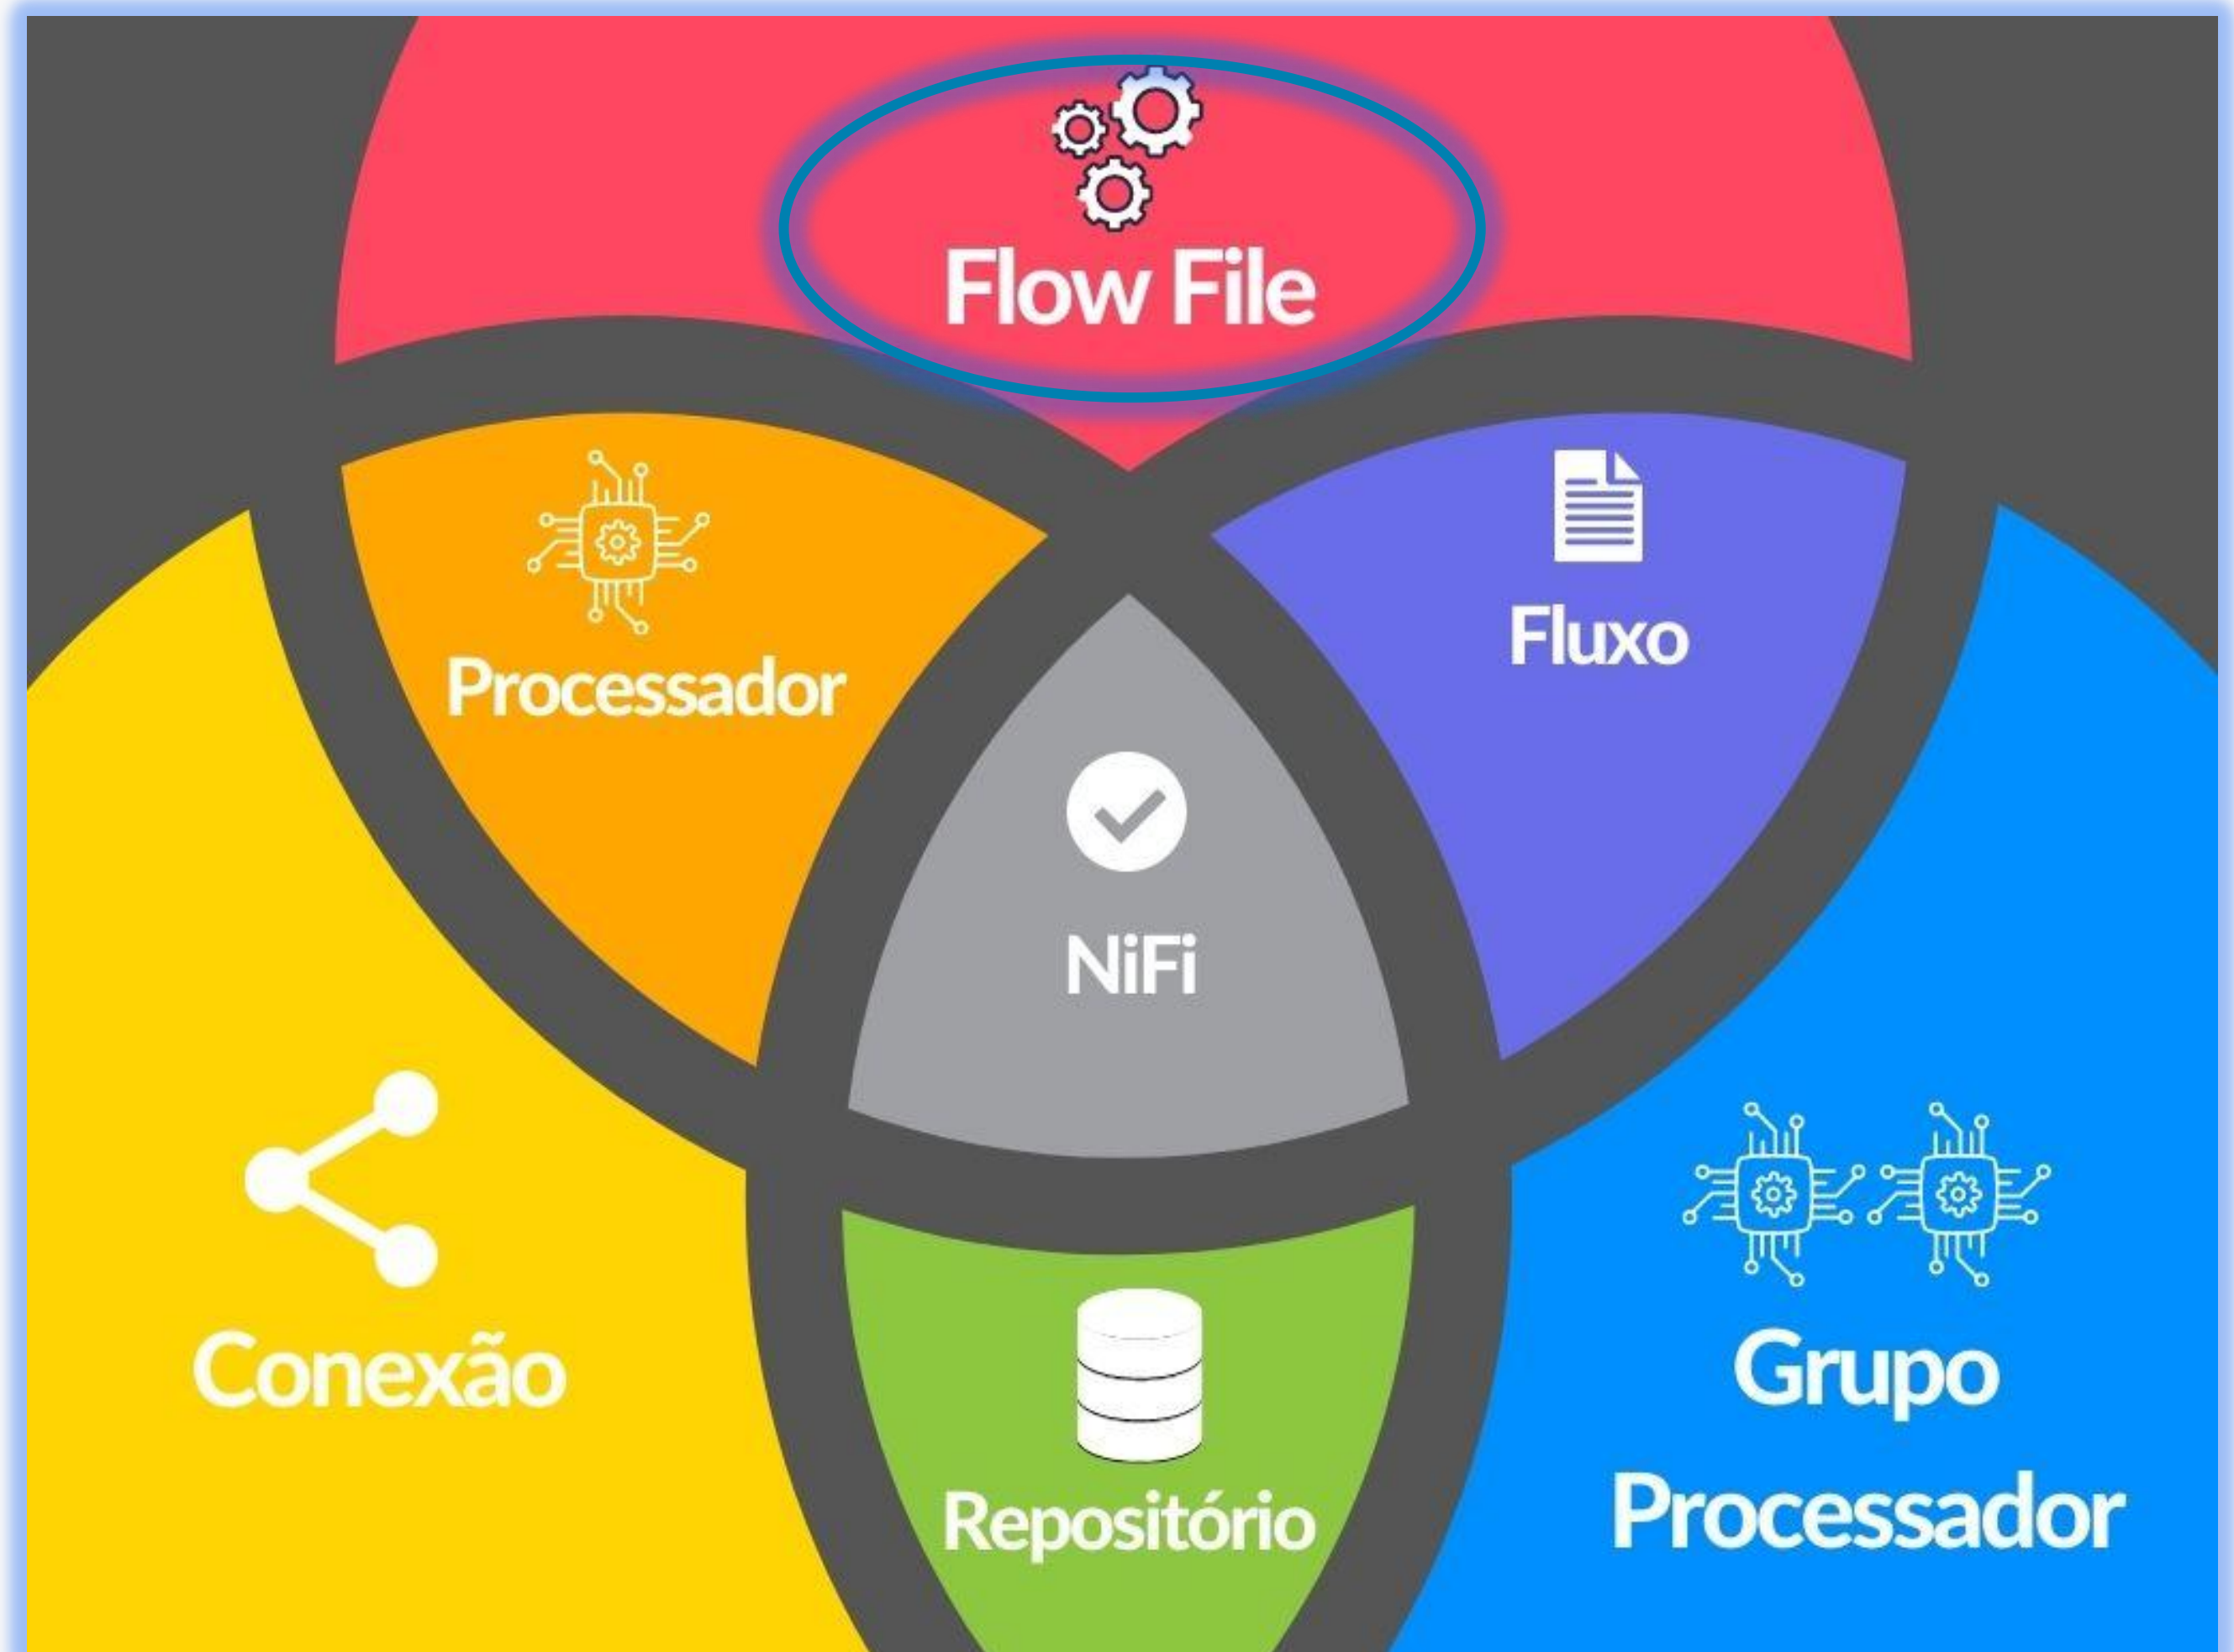 Flow File
Processador
Fluxo
NiFi
Conexão
Repositório
Grupo
Processador